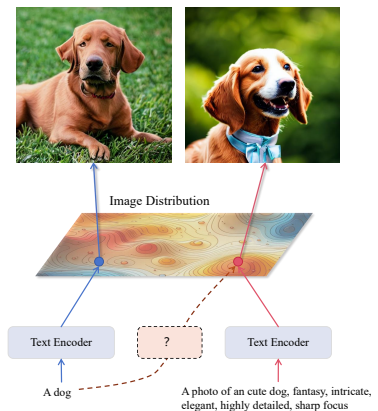 Image Distribution
Text Encoder
?
Text Encoder
A dog
A photo of an cute dog, fantasy, intricate,
elegant, highly detailed, sharp focus